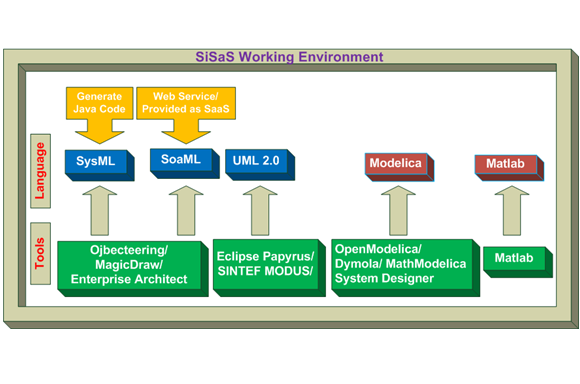 SiSaS Working Environment
Generate
Java Code
Web Service/
Provided as SaaS
Language
SysML
SoaML
UML 2.0
Modelica
Matlab
Tools
Ojbecteering/
MagicDraw/
Enterprise Architect
Eclipse Papyrus/
SINTEF MODUS/
OpenModelica/
Dymola/ MathModelica
System Designer
Matlab